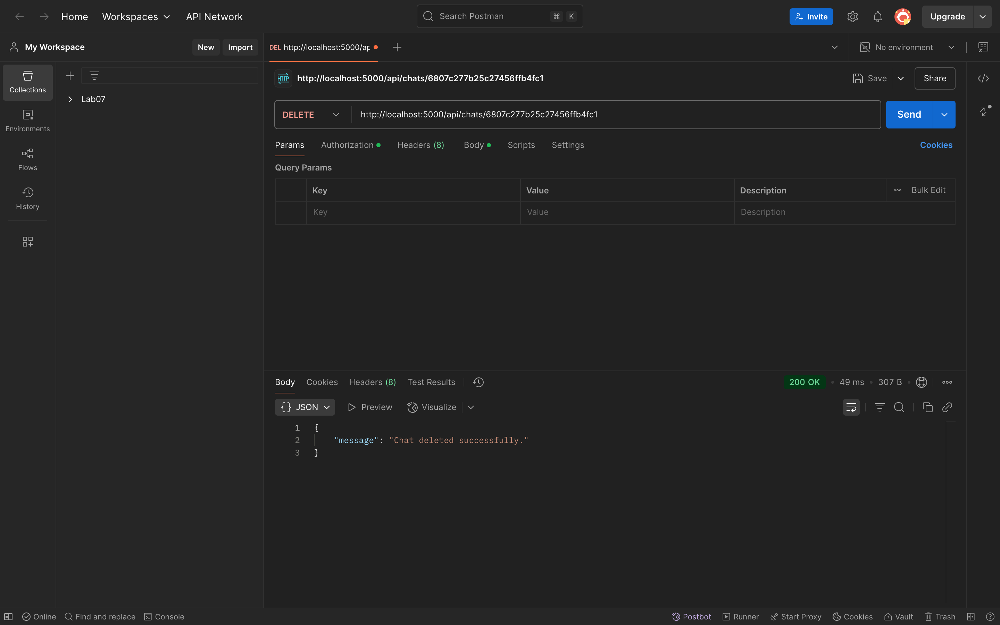 Home Workspaces API Network Search Postman ⌘ K Invite Upgrade
My Workspace New Import DEL http://localhost:5000/ap No environment
HTTP http://localhost:5000/api/chats/6807c277b25c27456ffb4fc1 Save Share
Collections
Lab07
Environments
Flows
History
DELETE http://localhost:5000/api/chats/6807c277b25c27456ffb4fc1 Send
Params Authorization Headers (8) Body Scripts Settings Cookies
Query Params
Key Value Description Bulk Edit
Key Value Description
Body Cookies Headers (8) Test Results 200 OK • 49 ms • 307 B
{} JSON Preview Visualize
1 {
2 "message": "Chat deleted successfully."
3 }
Online Find and replace Console Postbot Runner Start Proxy Cookies Vault Trash